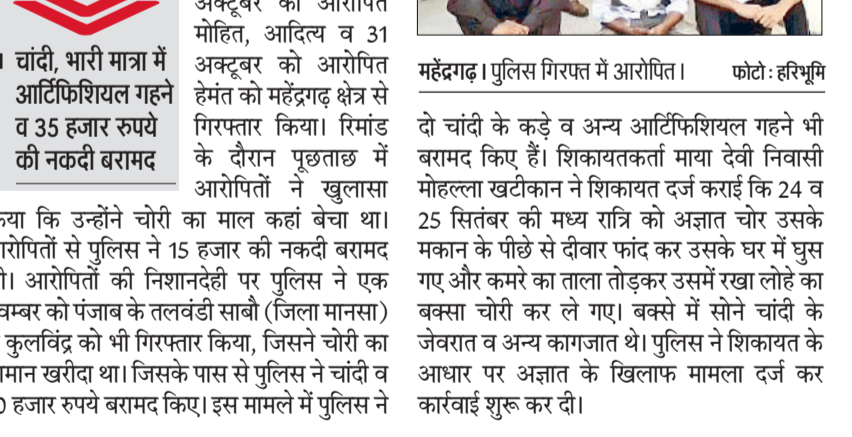 चांदी, भारी मात्रा में
आर्टिफिशियल गहने
व 35 हजार रुपये
की नकदी बरामद
अक्टूबर को आरोपित
मोहित, आदित्य व 31
अक्टूबर को आरोपित
हेमंत को महेंद्रगढ़ क्षेत्र से
गिरफ्तार किया। रिमांड
के दौरान पूछताछ में
आरोपितों ने खुलासा
कि उन्होंने चोरी का माल कहां बेचा था।
से पुलिस ने 15 हजार की नकदी बरामद
आरोपितों की निशानदेही पर पुलिस ने एक
को पंजाब के तलवंडी साबौ (जिला मानसा)
कुलविंद्र को भी गिरफ्तार किया, जिसने चोरी का
खरीदा था। जिसके पास से पुलिस ने चांदी व
हजार रुपये बरामद किए। इस मामले में पुलिस ने
महेंद्रगढ़। पुलिस गिरफ्त में आरोपित। फोटो : हरिभूमि
दो चांदी के कड़े व अन्य आर्टिफिशियल गहने भी
बरामद किए हैं। शिकायतकर्ता माया देवी निवासी
मोहल्ला खटीकान ने शिकायत दर्ज कराई कि 24 व
25 सितंबर की मध्य रात्रि को अज्ञात चोर उसके
मकान के पीछे से दीवार फांद कर उसके घर में घुस
गए और कमरे का ताला तोड़कर उसमें रखा लोहे का
बक्सा चोरी कर ले गए। बक्से में सोने चांदी के
जेवरात व अन्य कागजात थे। पुलिस ने शिकायत के
आधार पर अज्ञात के खिलाफ मामला दर्ज कर
कार्रवाई शुरू कर दी।